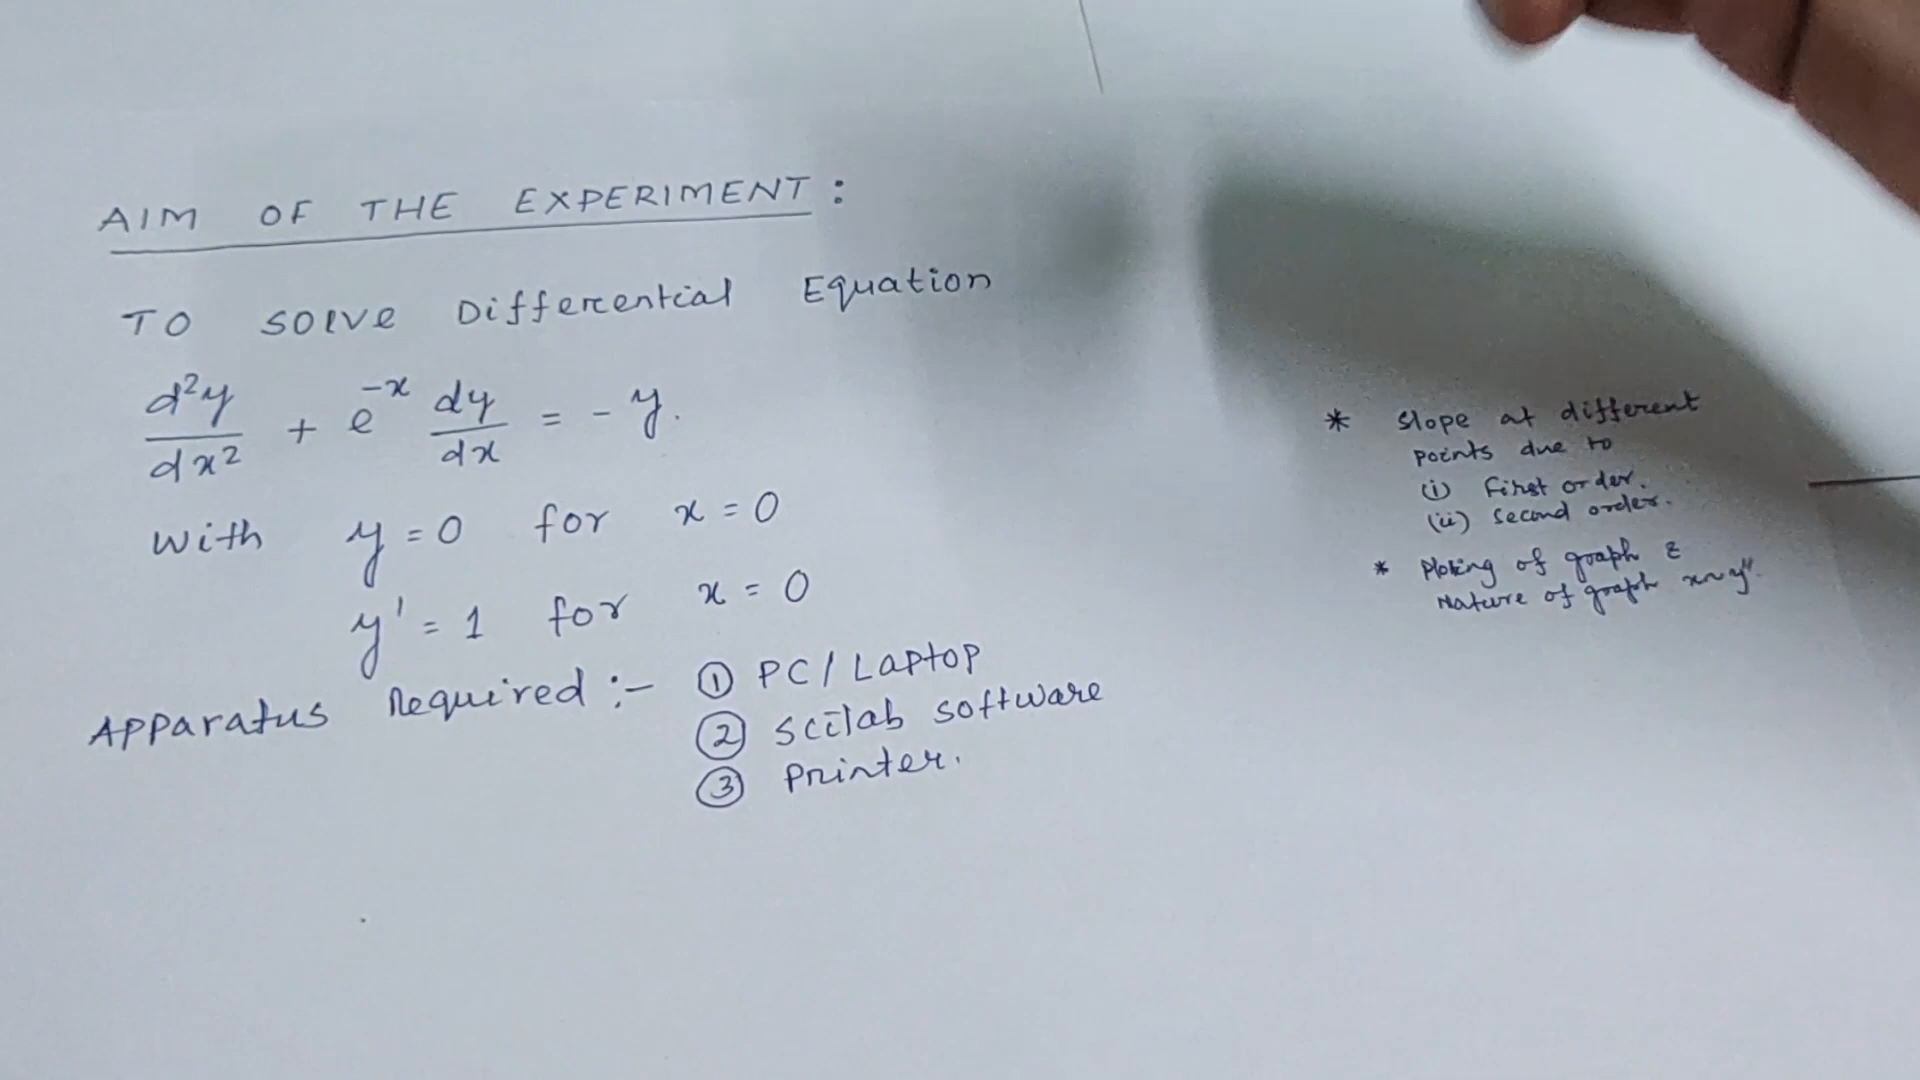 AIM OF THE EXPERIMENT :
TO SOLVE Differential Equation
d²y/dx² + e^-x dy/dx = - y.
With y = 0 for x = 0
y' = 1 for x = 0
Apparatus Required :- ① PC / Laptop
② Scilab software
③ Printer.
* Slope at different
points due to
(i) First order.
(ii) Second order.
* Ploting of graph &
Nature of graph x~y".